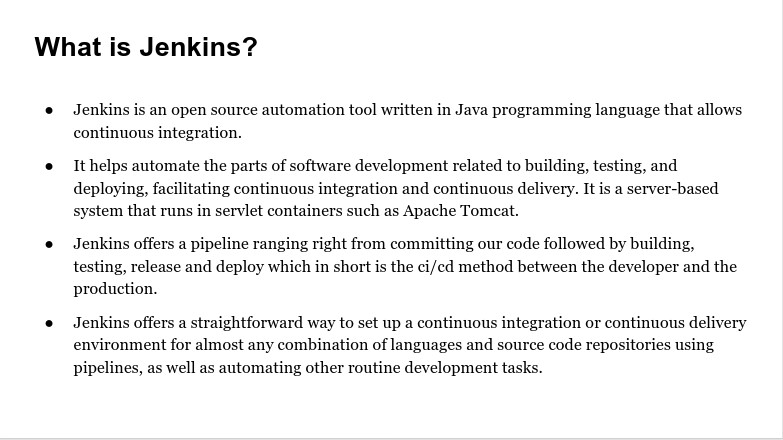 What is Jenkins?
● Jenkins is an open source automation tool written in Java programming language that allows
continuous integration.
● It helps automate the parts of software development related to building, testing, and
deploying, facilitating continuous integration and continuous delivery. It is a server-based
system that runs in servlet containers such as Apache Tomcat.
● Jenkins offers a pipeline ranging right from committing our code followed by building,
testing, release and deploy which in short is the ci/cd method between the developer and the
production.
● Jenkins offers a straightforward way to set up a continuous integration or continuous delivery
environment for almost any combination of languages and source code repositories using
pipelines, as well as automating other routine development tasks.